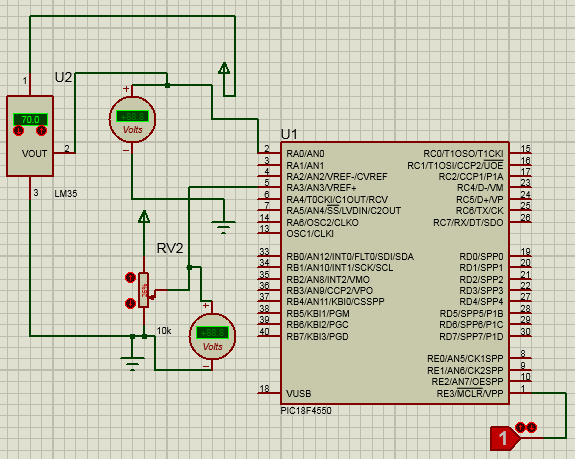 U2
1
70.0
VOUT
2
3
LM35
+88.8
Volts
RV2
26%
10k
+88.8
Volts
U1
2 RA0/AN0 RC0/T1OSO/T1CKI 15
3 RA1/AN1 RC1/T1OSI/CCP2/UOE 16
4 RA2/AN2/VREF-/CVREF RC2/CCP1/P1A 17
5 RA3/AN3/VREF+ RC4/D-/VM 23
6 RA4/T0CKI/C1OUT/RCV RC5/D+/VP 24
7 RA5/AN4/SS/LVDIN/C2OUT RC6/TX/CK 25
14 RA6/OSC2/CLKO RC7/RX/DT/SDO 26
13 OSC1/CLKI
33 RB0/AN12/INT0/FLT0/SDI/SDA RD0/SPP0 19
34 RB1/AN10/INT1/SCK/SCL RD1/SPP1 20
35 RB2/AN8/INT2/VMO RD2/SPP2 21
36 RB3/AN9/CCP2/VPO RD3/SPP3 22
37 RB4/AN11/KBI0/CSSPP RD4/SPP4 27
38 RB5/KBI1/PGM RD5/SPP5/P1B 28
39 RB6/KBI2/PGC RD6/SPP6/P1C 29
40 RB7/KBI3/PGD RD7/SPP7/P1D 30
RE0/AN5/CK1SPP 8
RE1/AN6/CK2SPP 9
RE2/AN7/OESPP 10
18 VUSB RE3/MCLR/VPP 1
PIC18F4550
1